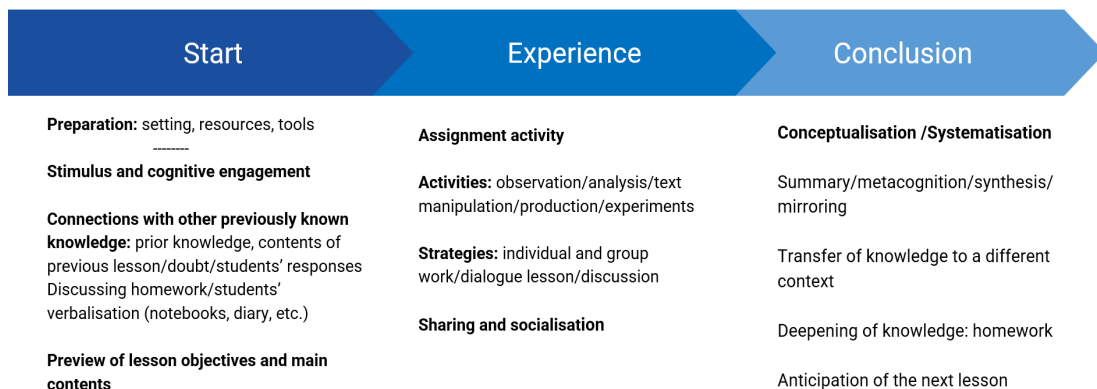 Start
Experience
Conclusion
Preparation: setting, resources, tools
--------
Stimulus and cognitive engagement
Connections with other previously known
knowledge: prior knowledge, contents of
previous lesson/doubt/students’ responses
Discussing homework/students’
verbalisation (notebooks, diary, etc.)
Preview of lesson objectives and main
contents
Assignment activity
Activities: observation/analysis/text
manipulation/production/experiments
Strategies: individual and group
work/dialogue lesson/discussion
Sharing and socialisation
Conceptualisation /Systematisation
Summary/metacognition/synthesis/
mirroring
Transfer of knowledge to a different
context
Deepening of knowledge: homework
Anticipation of the next lesson